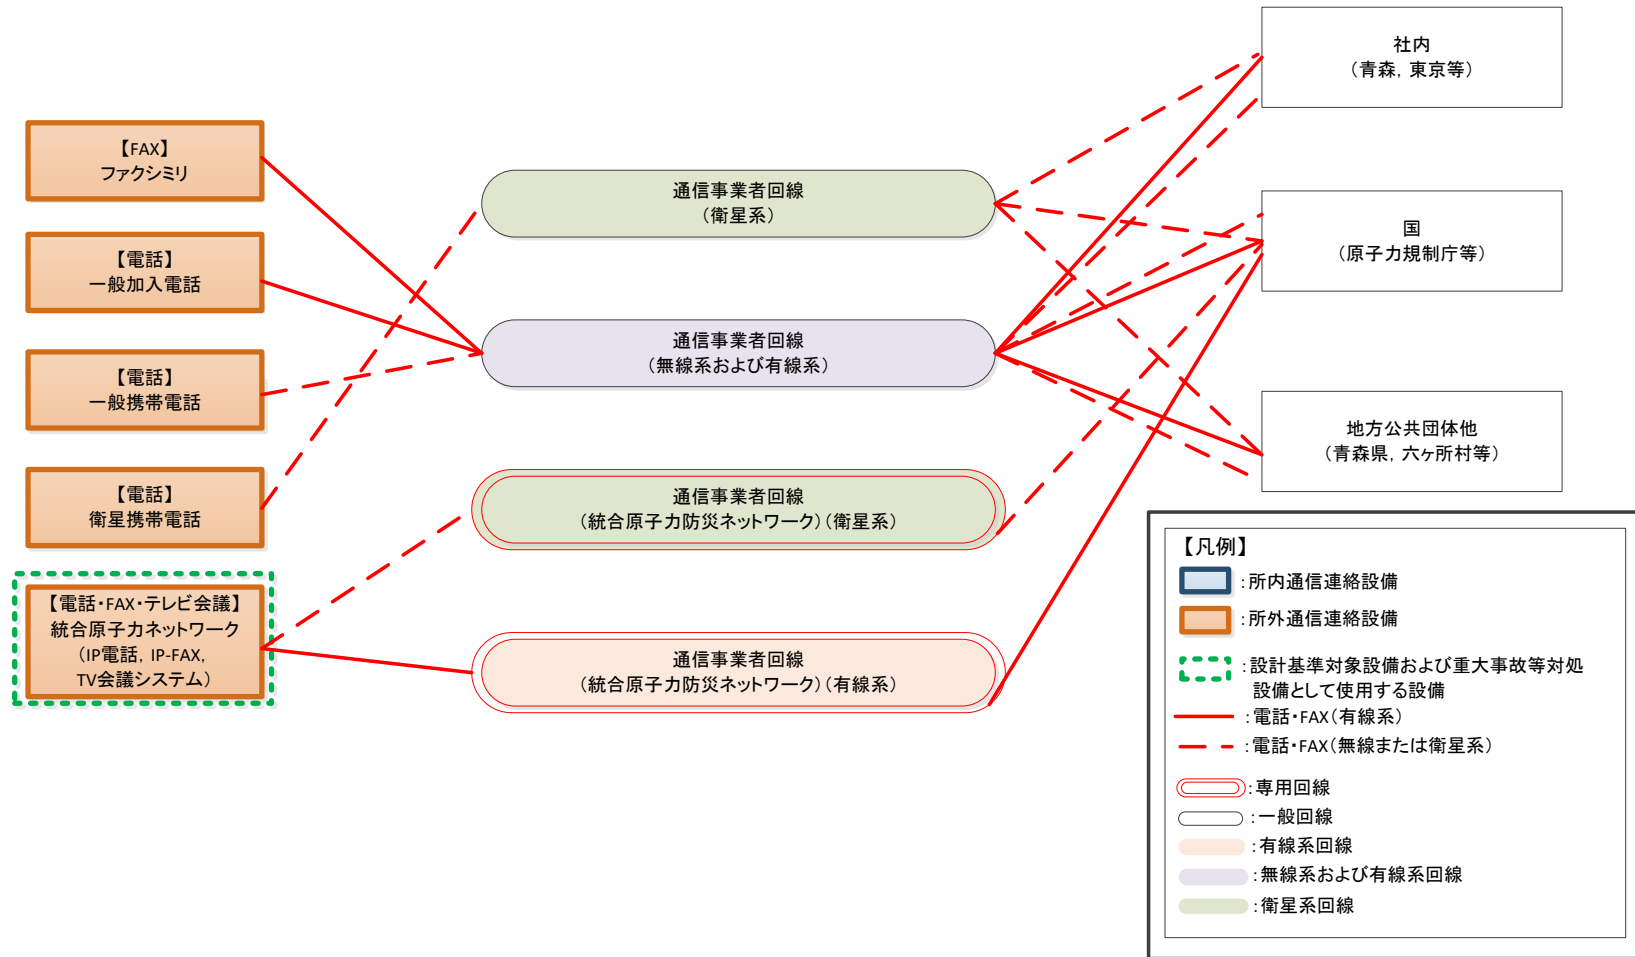 【FAX】
ファクシミリ
【電話】
一般加入電話
【電話】
一般携帯電話
【電話】
衛星携帯電話
【電話・FAX・テレビ会議】
統合原子力ネットワーク
（IP電話，IP-FAX，
TV会議システム）
通信事業者回線
（衛星系）
通信事業者回線
（無線系および有線系）
通信事業者回線
（統合原子力防災ネットワーク）（衛星系）
通信事業者回線
（統合原子力防災ネットワーク）（有線系）
社内
（青森，東京等）
国
（原子力規制庁等）
地方公共団体他
（青森県，六ヶ所村等）
【凡例】
：所内通信連絡設備
：所外通信連絡設備
：設計基準対象設備および重大事故等対処
設備として使用する設備
：電話・FAX（有線系）
：電話・FAX（無線または衛星系）
：専用回線
：一般回線
：有線系回線
：無線系および有線系回線
：衛星系回線